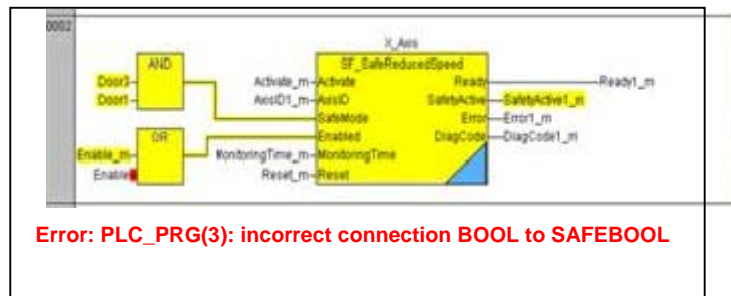 0002
X_Axis
AND
SF_SafeReducedSpeed
Door2
Activate_m
Activate
Ready
Ready1_m
Door1
AxisID1_m
AxisID
SafetyActive
SafetyActive1_m
SafeMode
Error
Error1_m
OR
Enabled
DiagCode
DiagCode1_m
Enable_m
MonitoringTime_m
MonitoringTime
Enable
Reset_m
Reset
Error: PLC_PRG(3): incorrect connection BOOL to SAFEBOOL